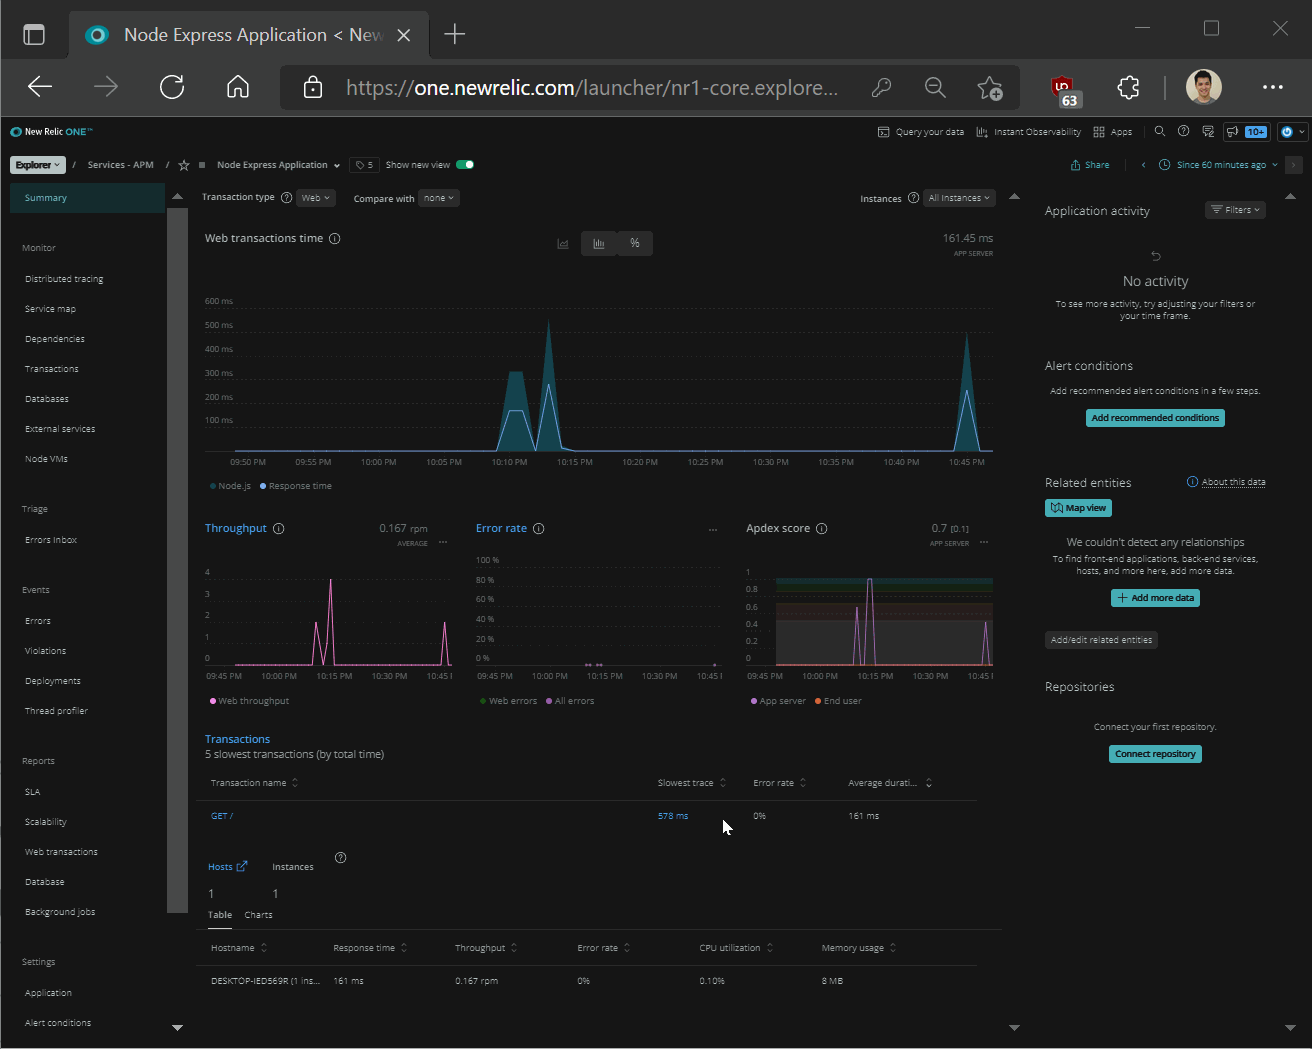 Node Express Application < New
https://one.newrelic.com/launcher/nr1-core.explore...
63
New Relic ONE™
Query your data
Instant Observability
Apps
10+
Explorer / Services - APM / Node Express Application
5
Show new view
Share
Since 60 minutes ago
Summary
Monitor
Distributed tracing
Service map
Dependencies
Transactions
Databases
External services
Node VMs
Triage
Errors Inbox
Events
Errors
Violations
Deployments
Thread profiler
Reports
SLA
Scalability
Web transactions
Database
Background jobs
Settings
Application
Alert conditions
Transaction type
Web
Compare with
none
Instances
All Instances
Web transactions time
%
161.45 ms
APP SERVER
600 ms
500 ms
400 ms
300 ms
200 ms
100 ms
09:50 PM 09:55 PM 10:00 PM 10:05 PM 10:10 PM 10:15 PM 10:20 PM 10:25 PM 10:30 PM 10:35 PM 10:40 PM 10:45 PM
Node.js Response time
Throughput
0.167 rpm
AVERAGE
...
4
3
2
1
0
09:45 PM 10:00 PM 10:15 PM 10:30 PM 10:45
Web throughput
Error rate
...
100 %
80 %
60 %
40 %
20 %
0 %
09:45 PM 10:00 PM 10:15 PM 10:30 PM 10:45
Web errors All errors
Apdex score
0.7 [0.1]
APP SERVER
...
1
0.8
0.6
0.4
0.2
0
09:45 PM 10:00 PM 10:15 PM 10:30 PM 10:45
App server End user
Transactions
5 slowest transactions (by total time)
Transaction name Slowest trace Error rate Average durati...
GET / 578 ms 0% 161 ms
Hosts Instances
1 1
Table Charts
Hostname Response time Throughput Error rate CPU utilization Memory usage
DESKTOP-IED569R (1 ins... 161 ms 0.167 rpm 0% 0.10% 8 MB
Application activity
Filters
No activity
To see more activity, try adjusting your filters or
your time frame.
Alert conditions
Add recommended alert conditions in a few steps.
Add recommended conditions
Related entities
About this data
Map view
We couldn't detect any relationships
To find front-end applications, back-end services,
hosts, and more here, add more data.
Add more data
Add/edit related entities
Repositories
Connect your first repository.
Connect repository